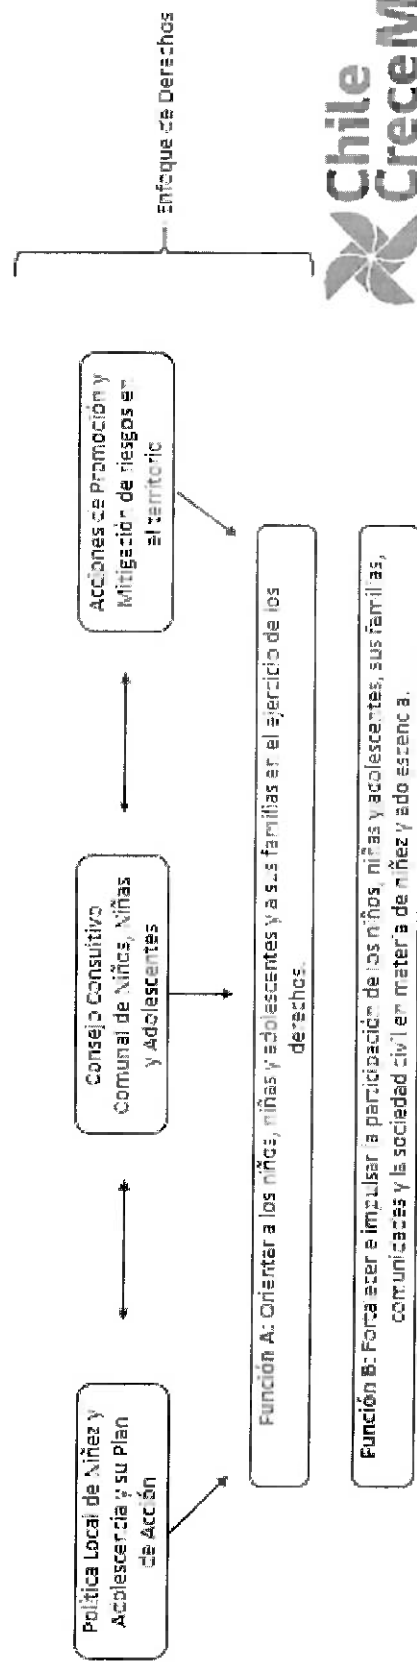 Política Local de Niñez y
Adolescencia y su Plan
de Acción
Consejo Consultivo
Comunal de Niños, Niñas
y Adolescentes
Acciones de Promoción y
Mitigación de riesgos en
el territorio
Enfoque de Derechos
Función A: Orientar a los niños, niñas y adolescentes y a sus familias en el ejercicio de los
derechos.
Función B: Fortalecer e impulsar la participación de los niños, niñas y adolescentes, sus familias,
comunidades y la sociedad civil en materia de niñez y adolescencia.
Chile
CreceM